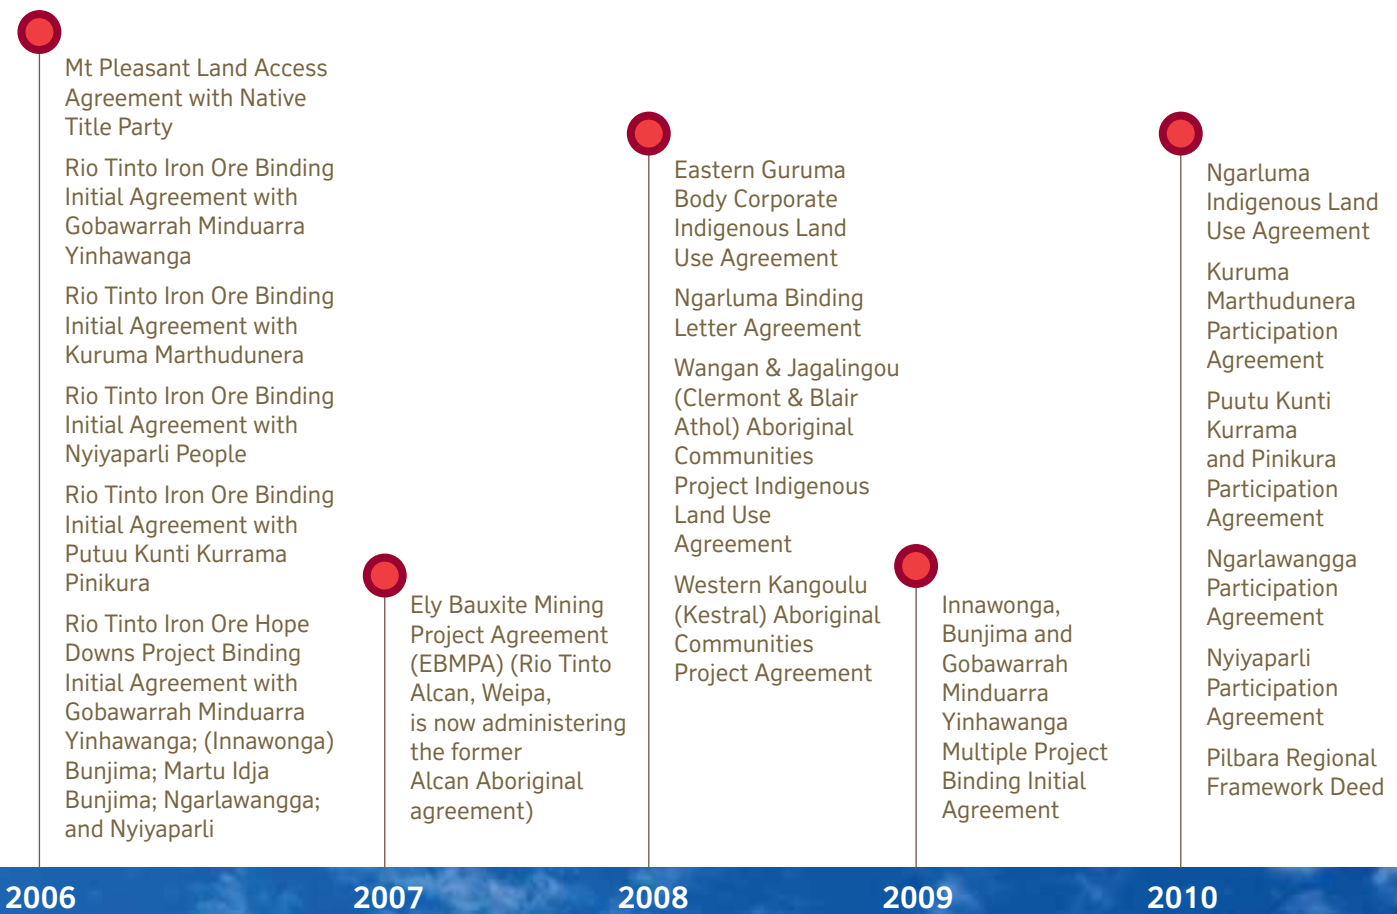 Mt Pleasant Land Access
Agreement with Native
Title Party
Rio Tinto Iron Ore Binding
Initial Agreement with
Gobawarrah Minduarra
Yinhawanga
Rio Tinto Iron Ore Binding
Initial Agreement with
Kuruma Marthudunera
Rio Tinto Iron Ore Binding
Initial Agreement with
Nyiyaparli People
Rio Tinto Iron Ore Binding
Initial Agreement with
Putuu Kunti Kurrama
Pinikura
Rio Tinto Iron Ore Hope
Downs Project Binding
Initial Agreement with
Gobawarrah Minduarra
Yinhawanga; (Innawonga)
Bunjima; Martu Idja
Bunjima; Ngarlawangga;
and Nyiyaparli
2006
Ely Bauxite Mining
Project Agreement
(EBMPA) (Rio Tinto
Alcan, Weipa,
is now administering
the former
Alcan Aboriginal
agreement)
2007
Eastern Guruma
Body Corporate
Indigenous Land
Use Agreement
Ngarluma Binding
Letter Agreement
Wangan & Jagalingou
(Clermont & Blair
Athol) Aboriginal
Communities
Project Indigenous
Land Use
Agreement
Western Kangoulu
(Kestral) Aboriginal
Communities
Project Agreement
2008
Innawonga,
Bunjima and
Gobawarrah
Minduarra
Yinhawanga
Multiple Project
Binding Initial
Agreement
2009
Ngarluma
Indigenous Land
Use Agreement
Kuruma
Marthudunera
Participation
Agreement
Puutu Kunti
Kurrama
and Pinikura
Participation
Agreement
Ngarlawangga
Participation
Agreement
Nyiyaparli
Participation
Agreement
Pilbara Regional
Framework Deed
2010